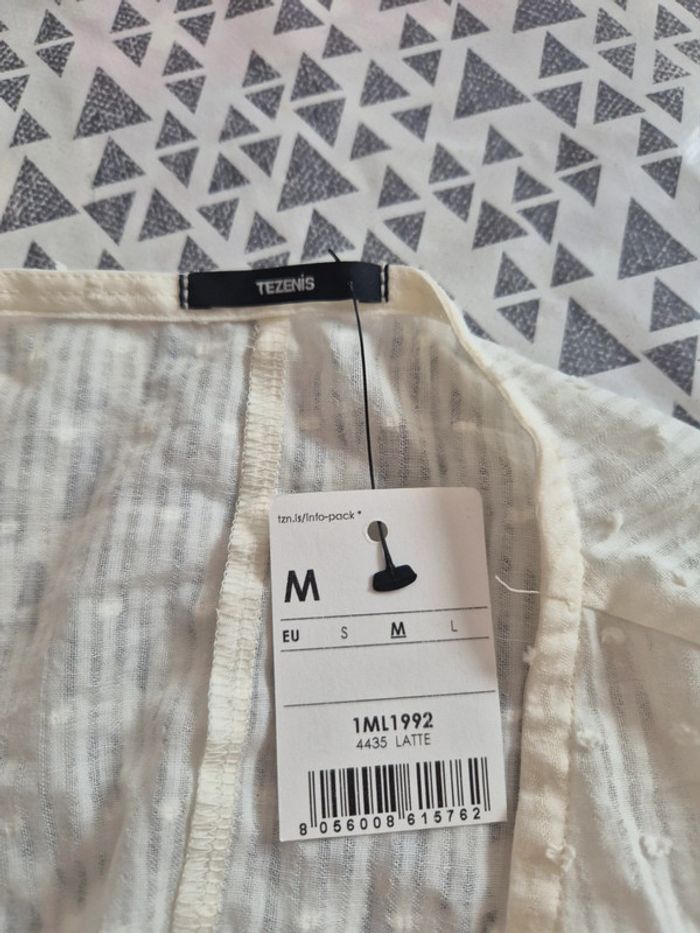 TEZENIS
tzn.is/info-pack *
M
EU S M L
1ML1992
4435 LATTE
8 056008 615762